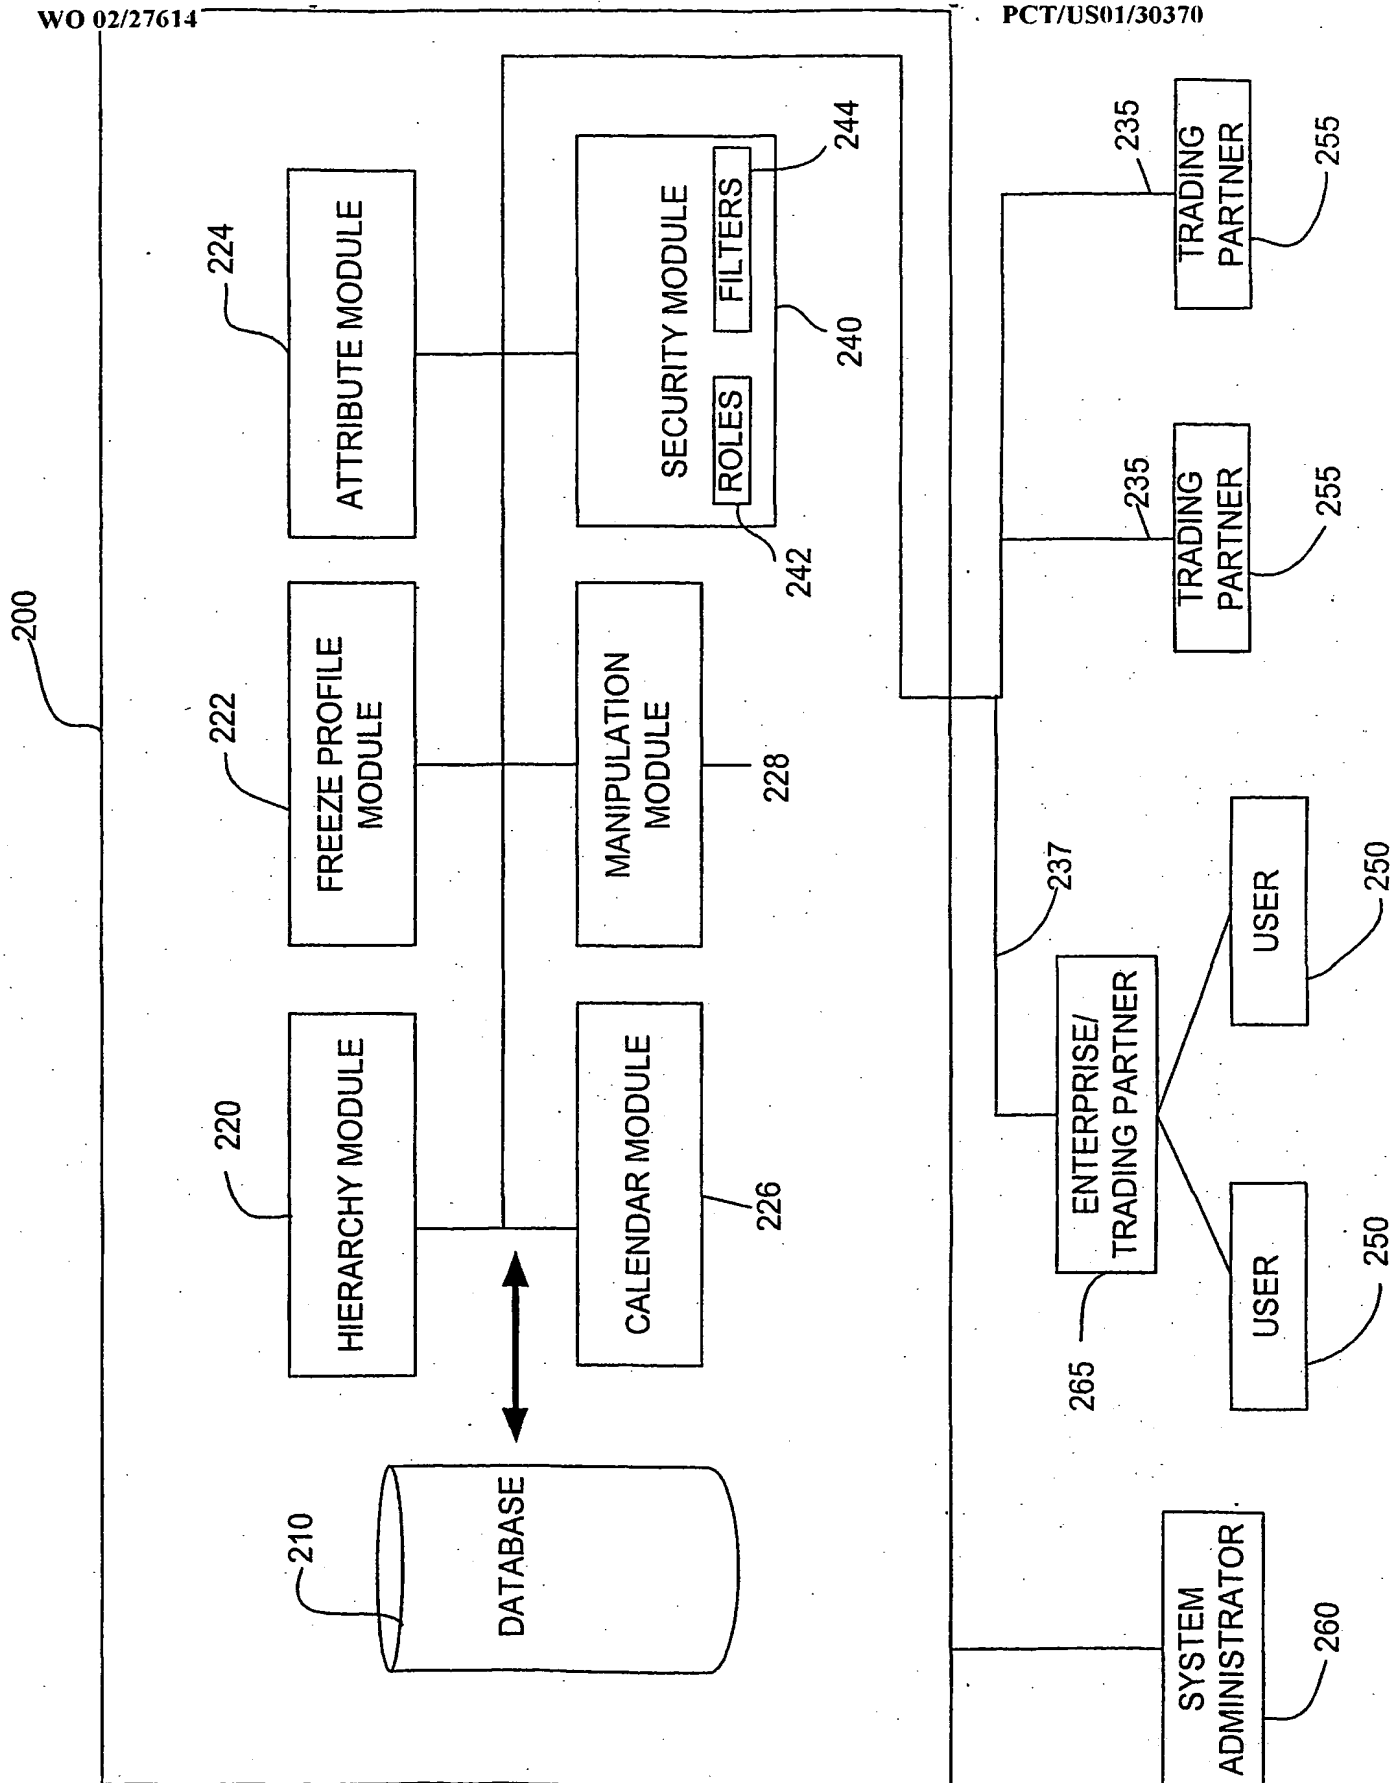 WO 02/27614
PCT/US01/30370
200
210
DATABASE
220
HIERARCHY MODULE
222
FREEZE PROFILE
MODULE
224
ATTRIBUTE MODULE
CALENDAR MODULE
226
MANIPULATION
MODULE
228
SECURITY MODULE
ROLES
FILTERS
242
240
244
SYSTEM
ADMINISTRATOR
260
237
ENTERPRISE/
TRADING PARTNER
265
USER
250
USER
250
235
TRADING
PARTNER
255
235
TRADING
PARTNER
255